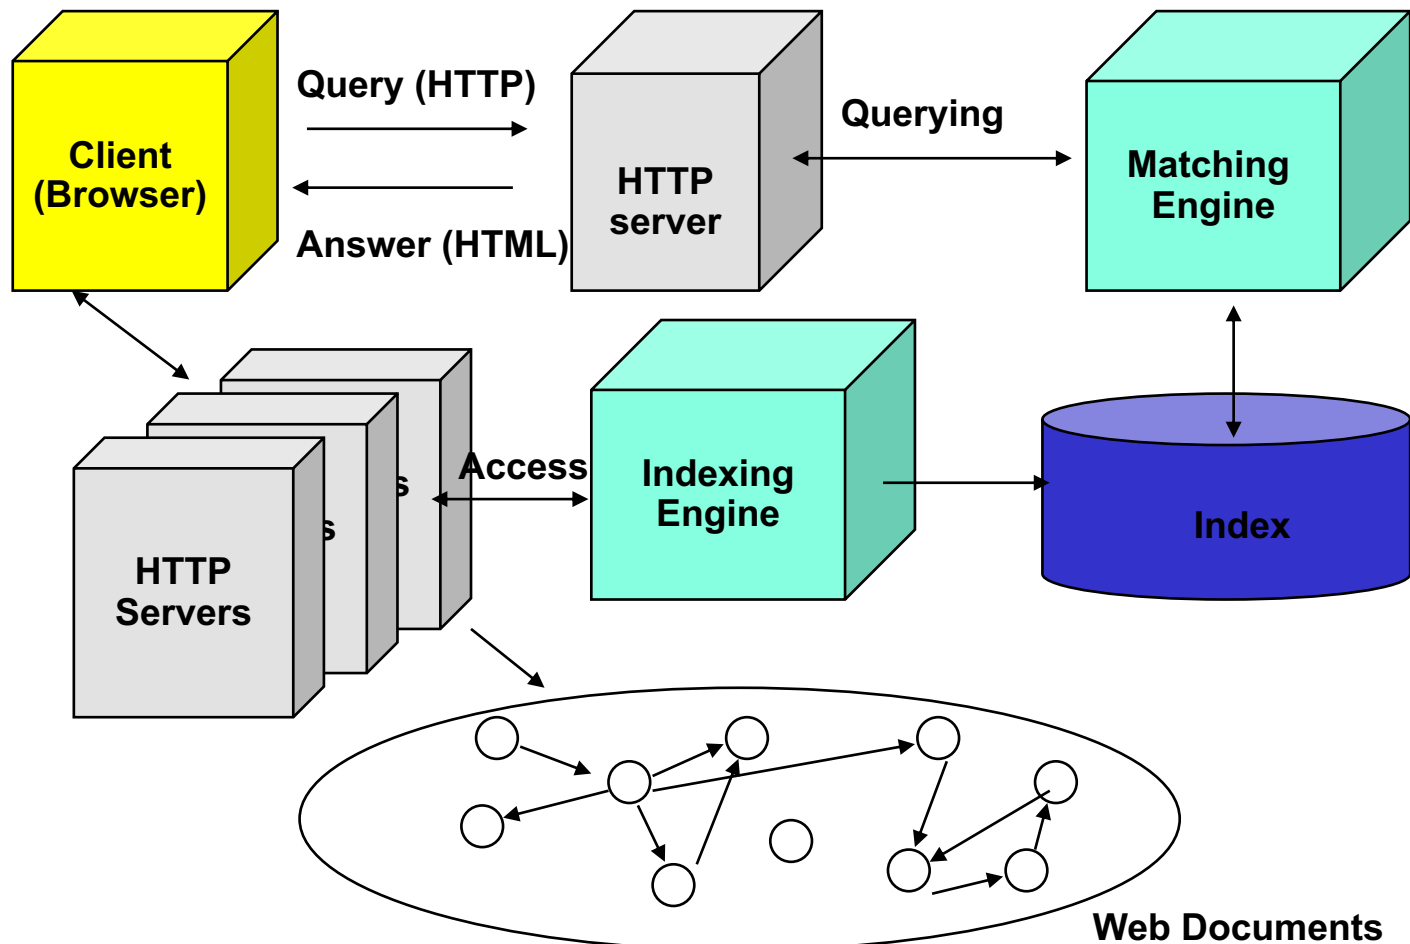 Query (HTTP)
Client
(Browser)
Answer (HTML)
HTTP
server
Querying
Matching
Engine
Access
s
s
HTTP
Servers
Indexing
Engine
Index
Web Documents